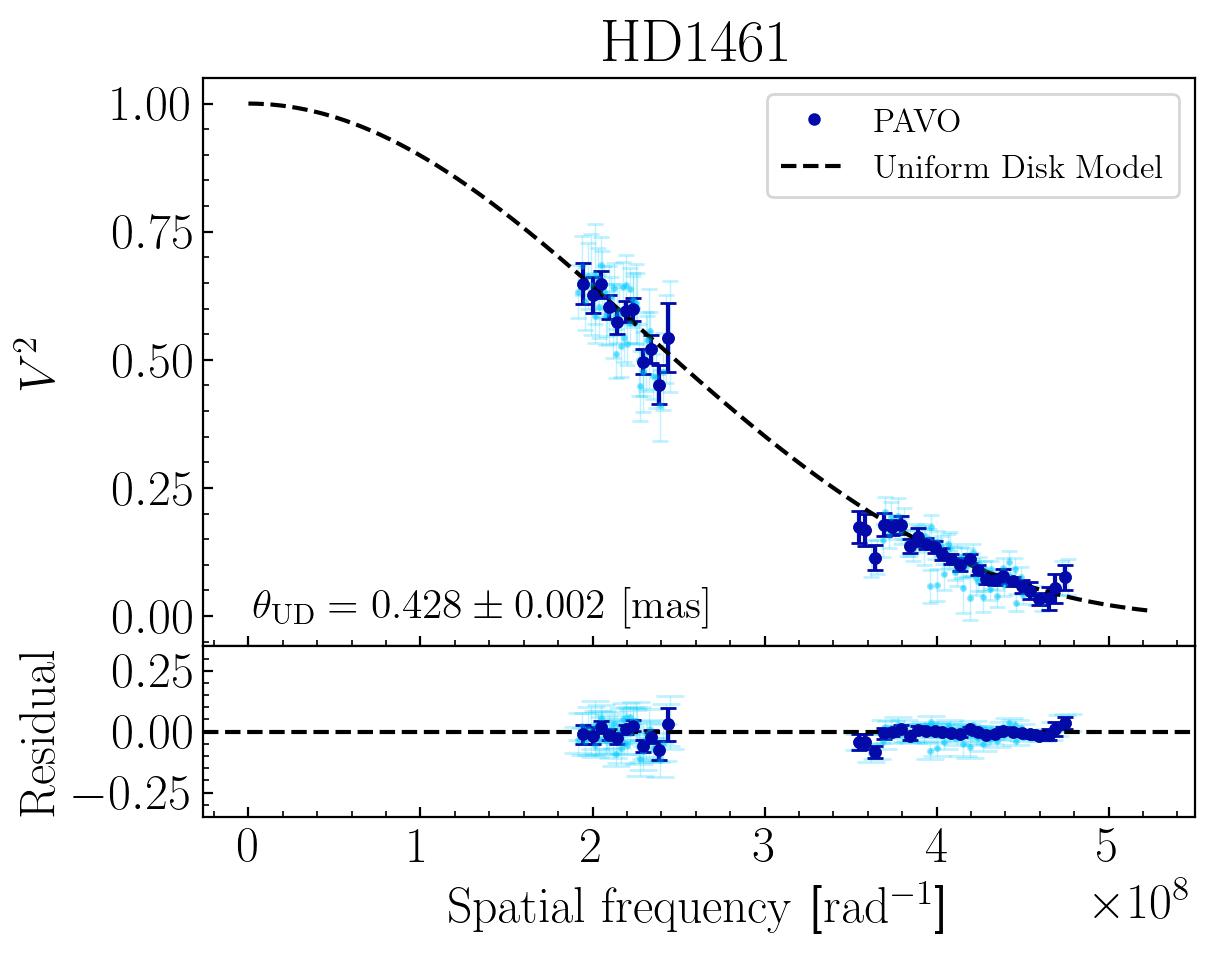 HD1461
PAVO
Uniform Disk Model
1.00
0.75
0.50
0.25
0.00
V²
θ_UD = 0.428 ± 0.002 [mas]
0.25
0.00
−0.25
Residual
0 1 2 3 4 5
×10⁸
Spatial frequency [rad⁻¹]